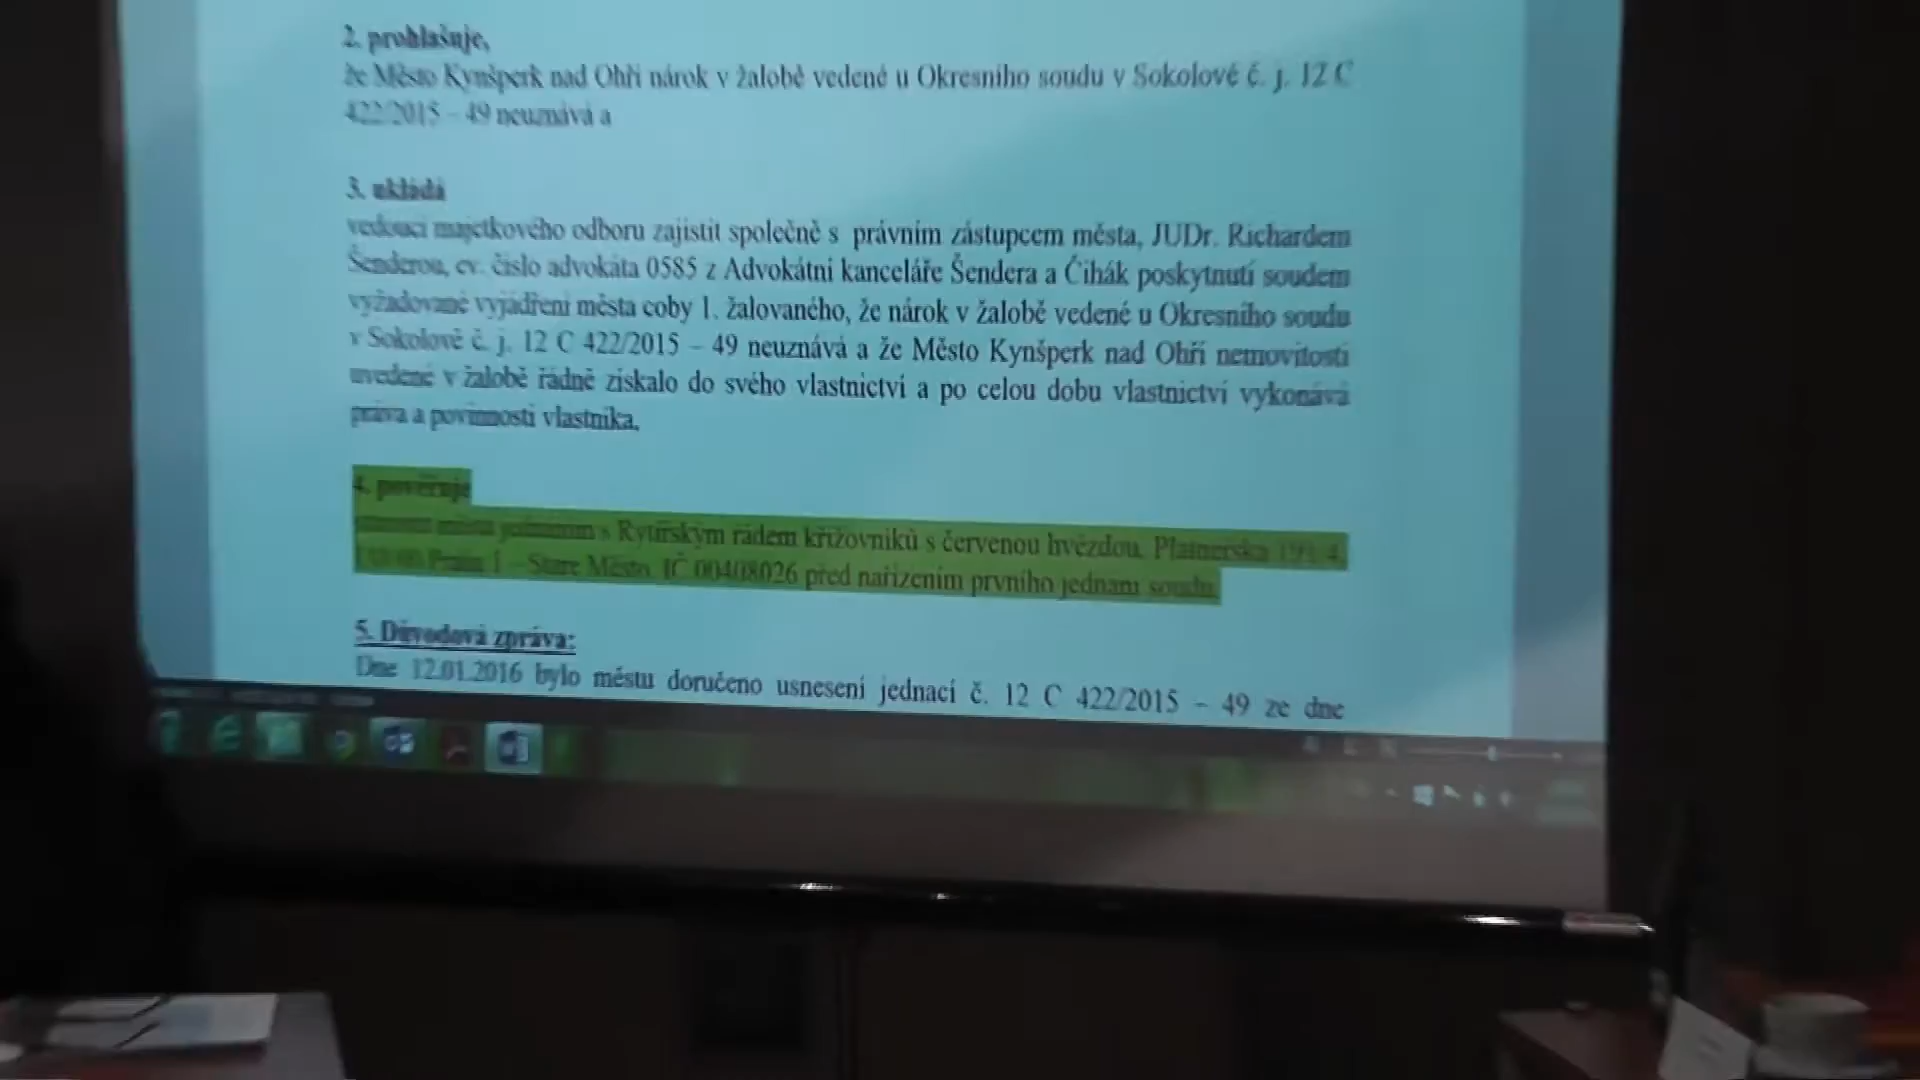 2. prohlašuje,
že Město Kynšperk nad Ohří nárok v žalobě vedené u Okresního soudu v Sokolově č. j. 12 C
422/2015 – 49 neuznává a
3. ukládá
vedoucí majetkového odboru zajistit společně s právním zástupcem města, JUDr. Richardem
Šenderou, ev. číslo advokáta 0585 z Advokátní kanceláře Šendera a Čihák poskytnutí soudem
vyžadované vyjádření města coby 1. žalovaného, že nárok v žalobě vedené u Okresního soudu
v Sokolově č. j. 12 C 422/2015 – 49 neuznává a že Město Kynšperk nad Ohří nemovitosti
uvedené v žalobě řádně získalo do svého vlastnictví a po celou dobu vlastnictví vykonává
práva a povinnosti vlastníka,
4. pověřuje
města jednáním s Rytířským řádem křižovníků s červenou hvězdou, Platnéřská
Praha 1 – Staré Město, IČ 00408026 před nařízením prvního jednání soudu.
5. Důvodová zpráva:
Dne 12.01.2016 bylo městu doručeno usnesení jednací č. 12 C 422/2015 – 49 ze dne